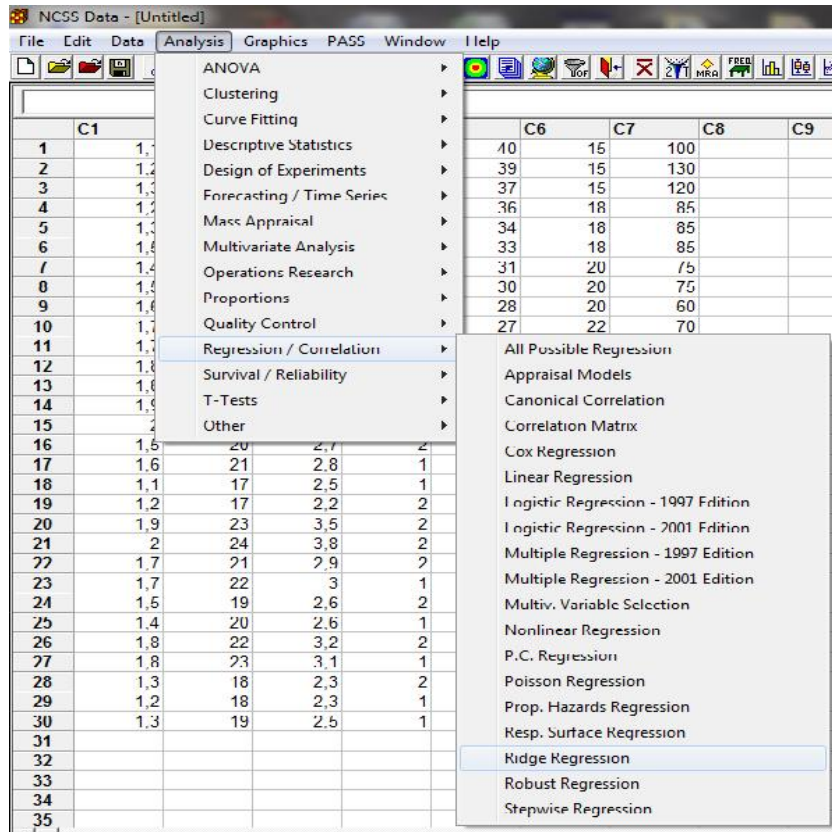 NCSS Data - [Untitled]
File Edit Data Analysis Graphics PASS Window Help
ANOVA
Clustering
Curve Fitting
Descriptive Statistics
Design of Experiments
Forecasting / Time Series
Mass Appraisal
Multivariate Analysis
Operations Research
Proportions
Quality Control
Regression / Correlation
Survival / Reliability
T-Tests
Other
All Possible Regression
Appraisal Models
Canonical Correlation
Correlation Matrix
Cox Regression
Linear Regression
Logistic Regression - 1997 Edition
Logistic Regression - 2001 Edition
Multiple Regression - 1997 Edition
Multiple Regression - 2001 Edition
Multiv. Variable Selection
Nonlinear Regression
P.C. Regression
Poisson Regression
Prop. Hazards Regression
Resp. Surface Regression
Ridge Regression
Robust Regression
Stepwise Regression
C1 C6 C7 C8 C9
1 40 15 100
2 39 15 130
3 37 15 120
4 36 18 85
5 34 18 85
6 33 18 85
7 31 20 75
8 30 20 75
9 28 20 60
10 27 22 70
11
12
13
14
15
16 1,5 20 2,7 2
17 1,6 21 2,8 1
18 1,1 17 2,5 1
19 1,2 17 2,2 2
20 1,9 23 3,5 2
21 2 24 3,8 2
22 1,7 21 2,9 2
23 1,7 22 3 1
24 1,5 19 2,6 2
25 1,4 20 2,6 1
26 1,8 22 3,2 2
27 1,8 23 3,1 1
28 1,3 18 2,3 2
29 1,2 18 2,3 1
30 1,3 19 2,5 1
31
32
33
34
35